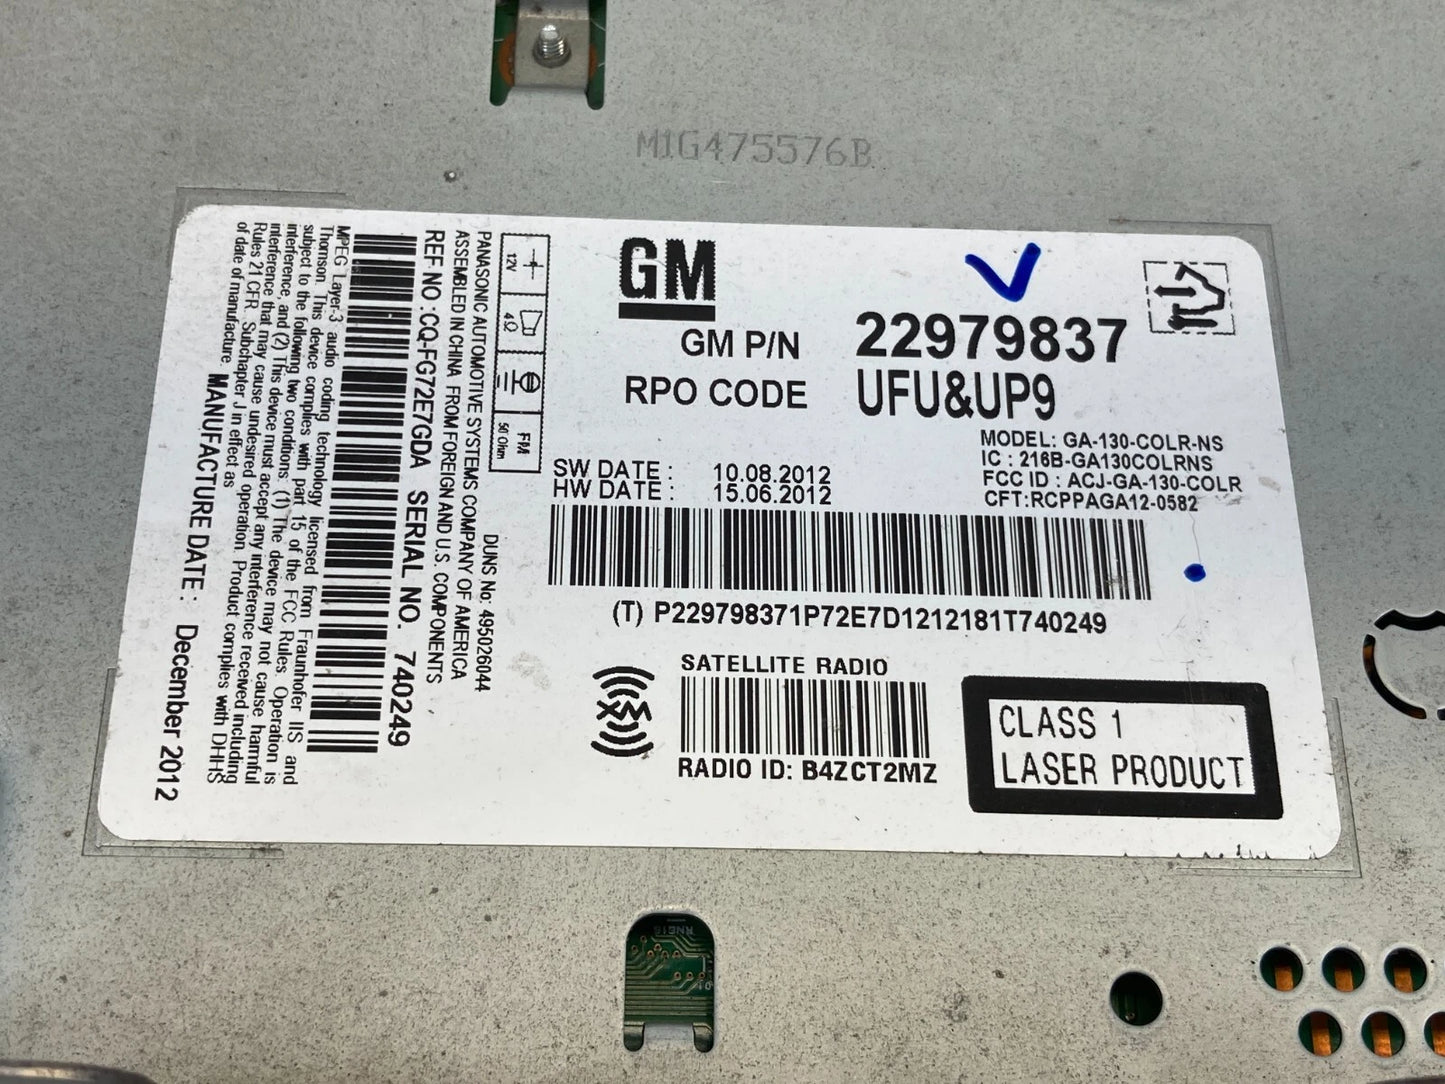 M1G475576B
GM
GM P/N 22979837
RPO CODE UFU&UP9
MODEL: GA-130-COLR-NS
IC : 216B-GA130COLRNS
FCC ID : ACJ-GA-130-COLR
CFT:RCPPAGA12-0582
SW DATE : 10.08.2012
HW DATE : 15.06.2012
(T) P229798371P72E7D1212181T740249
SATELLITE RADIO
RADIO ID: B4ZCT2MZ
CLASS 1
LASER PRODUCT
12V
4Ω
FM
50 Ohm
DUNS No: 495026044
PANASONIC AUTOMOTIVE SYSTEMS COMPANY OF AMERICA
ASSEMBLED IN CHINA FROM FOREIGN AND U.S. COMPONENTS
REF NO :CQ-FG72E7GDA SERIAL NO. 740249
MPEG Layer-3 audio coding technology licensed from Fraunhofer IIS and
Thomson. This device complies with part 15 of the FCC Rules. Operation is
subject to the following two conditions: (1) The device may not cause harmful
interference, and (2) This device must accept any interference received including
interference that may cause undesired operation. Product complies with DHHS
Rules 21 CFR. Subchapter J in effect as
of date of manufacture.
MANUFACTURE DATE : December 2012
RNG16